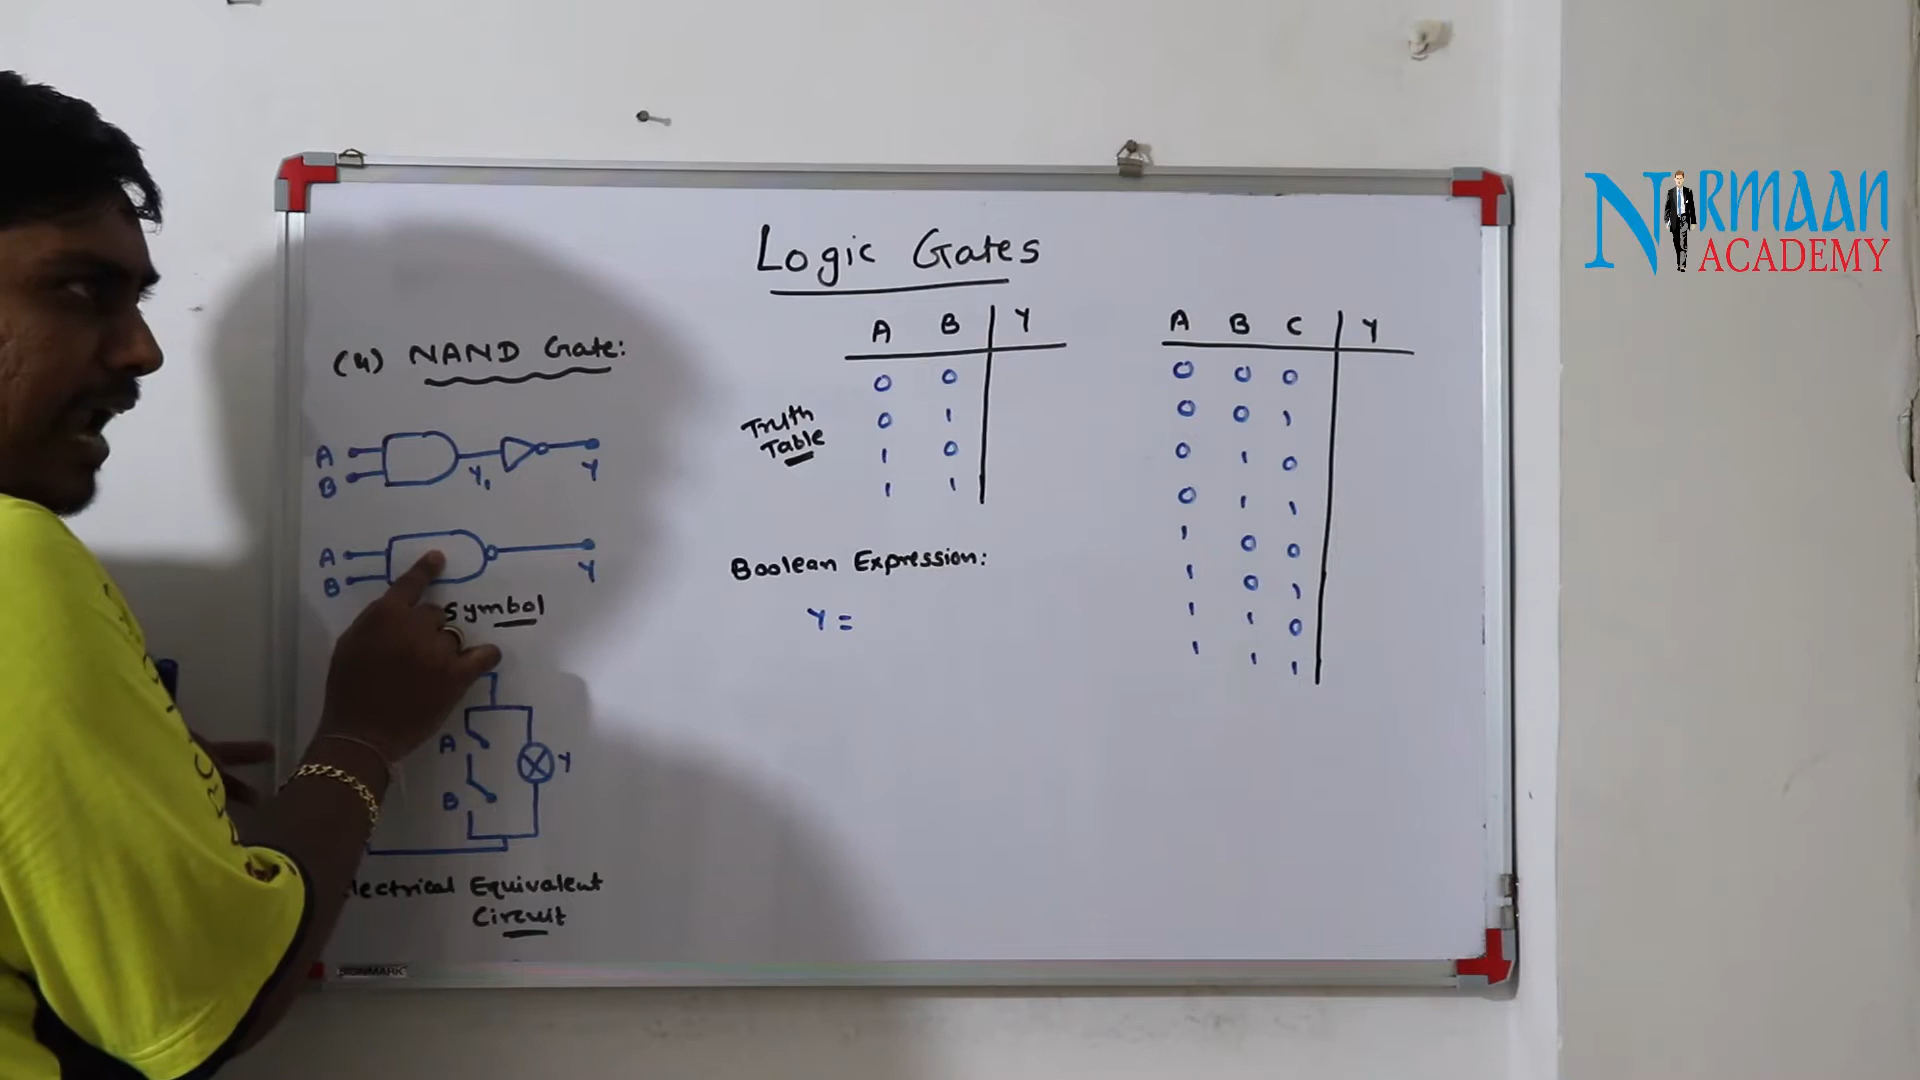 NIRMAAN
ACADEMY
Logic Gates
(4) NAND Gate:
A
B
Y₁
Y
A
B
Y
Symbol
A
B
Y
Electrical Equivalent
Circuit
Truth
Table
A B Y
0 0
0 1
1 0
1 1
Boolean Expression:
Y =
A B C Y
0 0 0
0 0 1
0 1 0
0 1 1
1 0 0
1 0 1
1 1 0
1 1 1